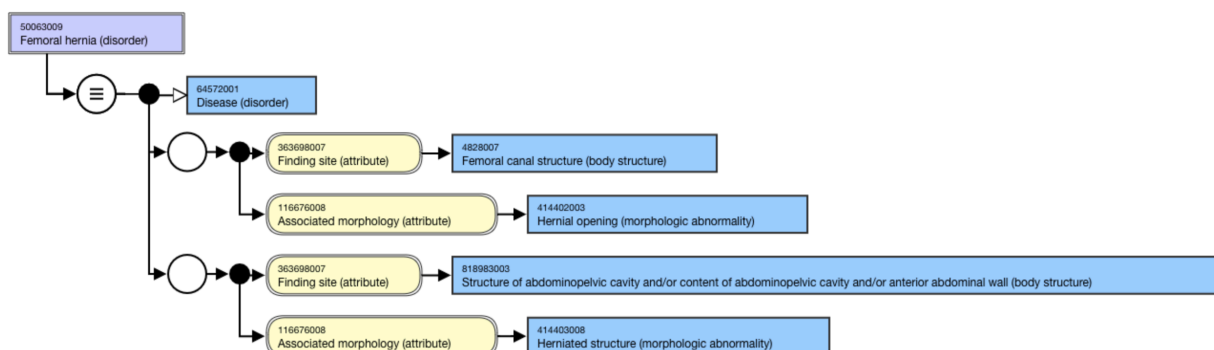 50063009
Femoral hernia (disorder)
64572001
Disease (disorder)
363698007
Finding site (attribute)
4828007
Femoral canal structure (body structure)
116676008
Associated morphology (attribute)
414402003
Hernial opening (morphologic abnormality)
363698007
Finding site (attribute)
818983003
Structure of abdominopelvic cavity and/or content of abdominopelvic cavity and/or anterior abdominal wall (body structure)
116676008
Associated morphology (attribute)
414403008
Herniated structure (morphologic abnormality)